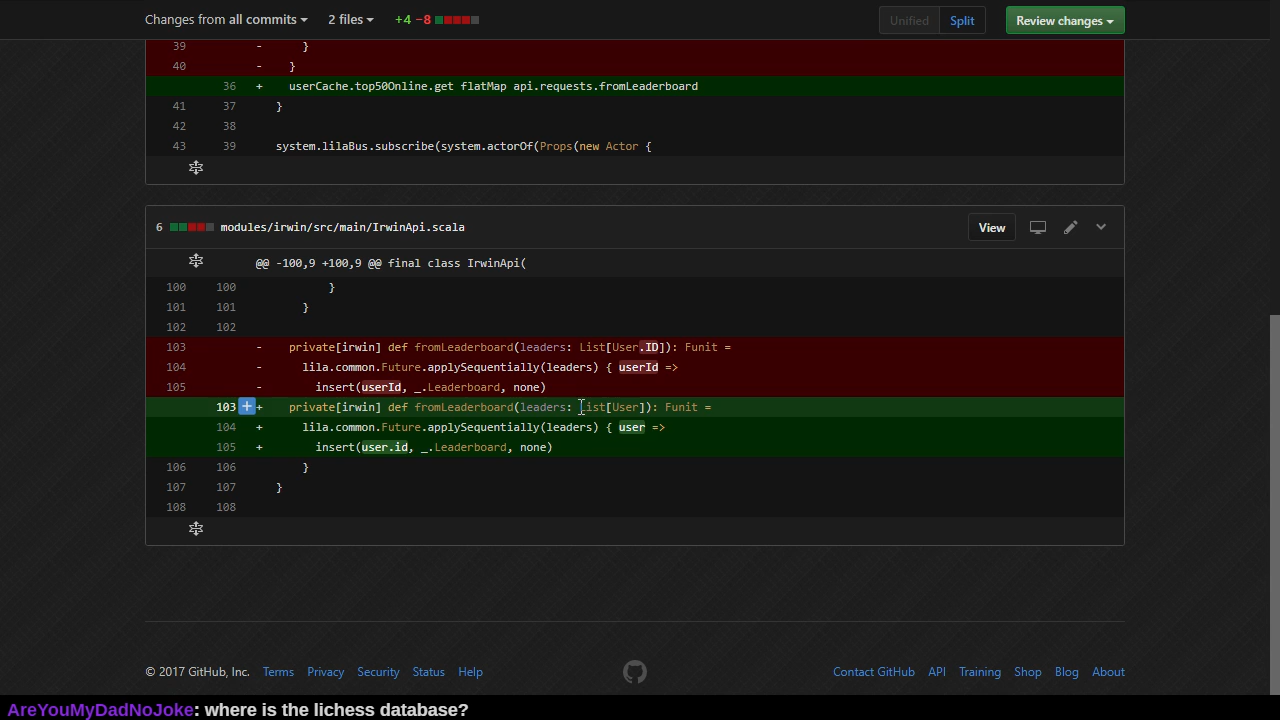 Changes from all commits 2 files +4 −8 Unified Split Review changes
39 - }
40 - }
36 + userCache.top50Online.get flatMap api.requests.fromLeaderboard
41 37 }
42 38
43 39 system.lilaBus.subscribe(system.actorOf(Props(new Actor {
6 modules/irwin/src/main/IrwinApi.scala View
@@ -100,9 +100,9 @@ final class IrwinApi(
100 100 }
101 101 }
102 102
103 - private[irwin] def fromLeaderboard(leaders: List[User.ID]): Funit =
104 - lila.common.Future.applySequentially(leaders) { userId =>
105 - insert(userId, _.Leaderboard, none)
103 + private[irwin] def fromLeaderboard(leaders: List[User]): Funit =
104 + lila.common.Future.applySequentially(leaders) { user =>
105 + insert(user.id, _.Leaderboard, none)
106 106 }
107 107 }
108 108
© 2017 GitHub, Inc. Terms Privacy Security Status Help Contact GitHub API Training Shop Blog About
AreYouMyDadNoJoke: where is the lichess database?